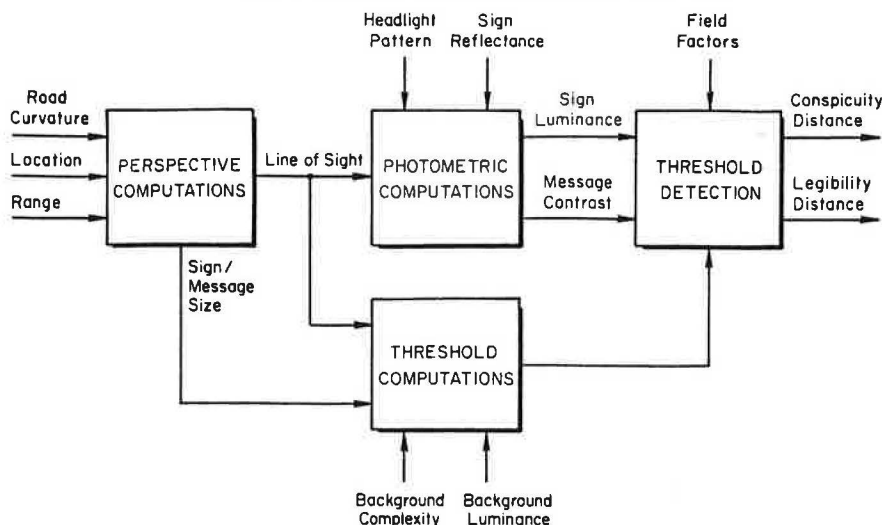 Headlight
Pattern
Sign
Reflectance
Field
Factors
Road
Curvature
Location
Range
PERSPECTIVE
COMPUTATIONS
Line of Sight
PHOTOMETRIC
COMPUTATIONS
Sign
Luminance
Message
Contrast
THRESHOLD
DETECTION
Conspicuity
Distance
Legibility
Distance
Sign/
Message
Size
THRESHOLD
COMPUTATIONS
Background
Complexity
Background
Luminance